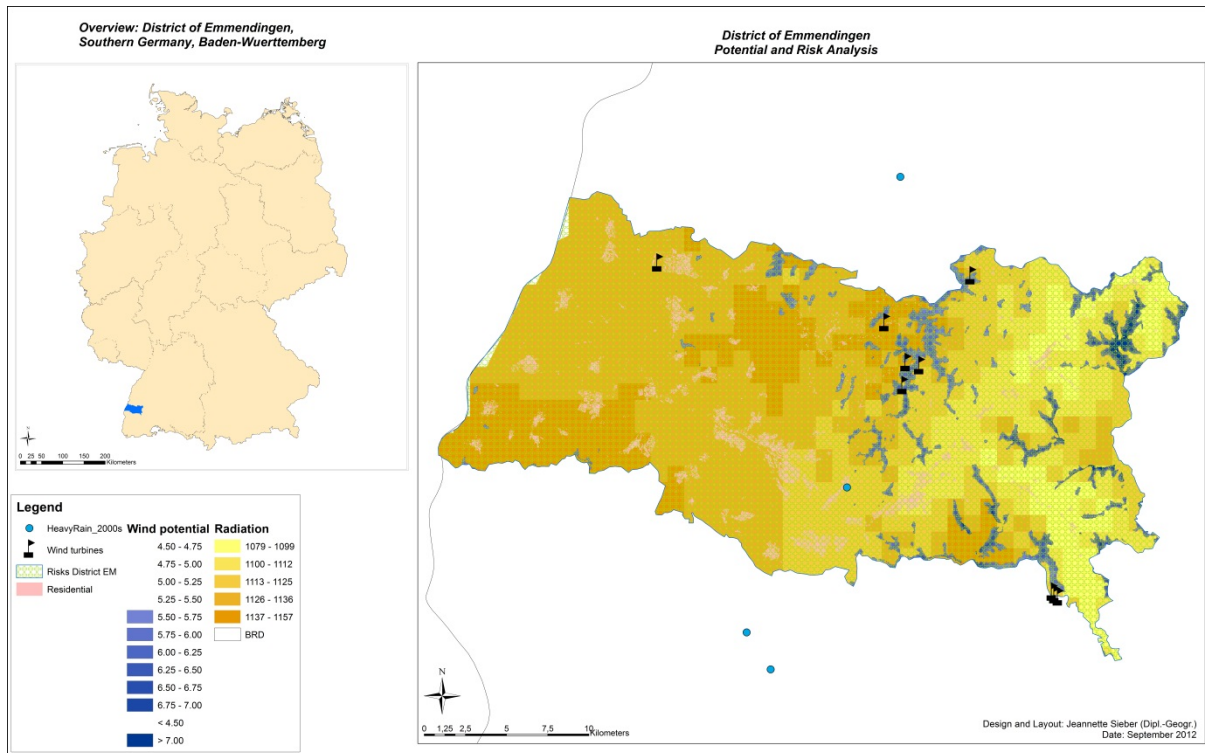 Overview: District of Emmendingen,
Southern Germany, Baden-Wuerttemberg
District of Emmendingen
Potential and Risk Analysis
N
0 25 50 100 150 200
Kilometers
Legend
HeavyRain_2000s
Wind turbines
Risks District EM
Residential
Wind potential
4.50 - 4.75
4.75 - 5.00
5.00 - 5.25
5.25 - 5.50
5.50 - 5.75
5.75 - 6.00
6.00 - 6.25
6.25 - 6.50
6.50 - 6.75
6.75 - 7.00
< 4.50
> 7.00
Radiation
1079 - 1099
1100 - 1112
1113 - 1125
1126 - 1136
1137 - 1157
BRD
N
0 1,25 2,5 5 7,5 10
Kilometers
Design and Layout: Jeannette Sieber (Dipl.-Geogr.)
Date: September 2012